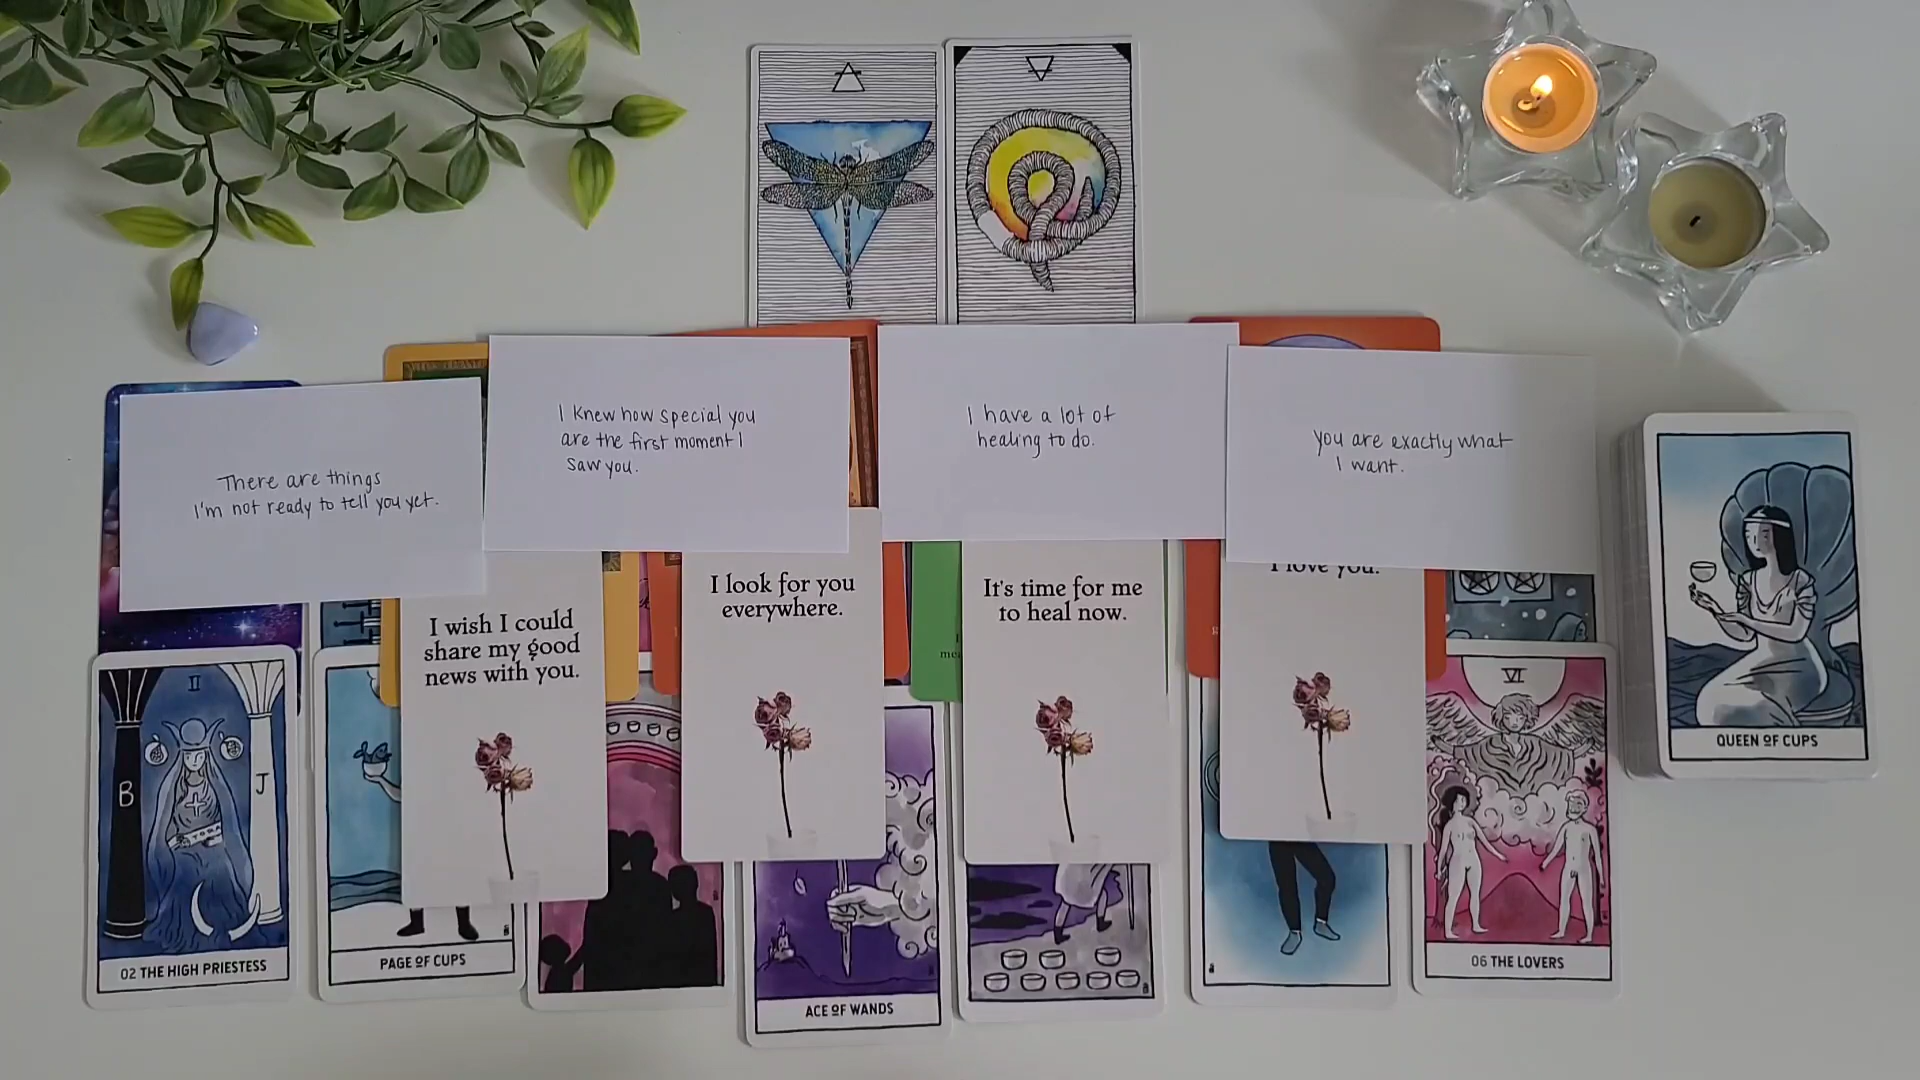 There are things
I'm not ready to tell you yet.
I knew how special you
are the first moment I
saw you.
I have a lot of
healing to do.
you are exactly what
I want.
I wish I could
share my good
news with you.
I look for you
everywhere.
It's time for me
to heal now.
I love you.
II
B
J
TORA
02 THE HIGH PRIESTESS
PAGE OF CUPS
ACE OF WANDS
VI
06 THE LOVERS
QUEEN OF CUPS